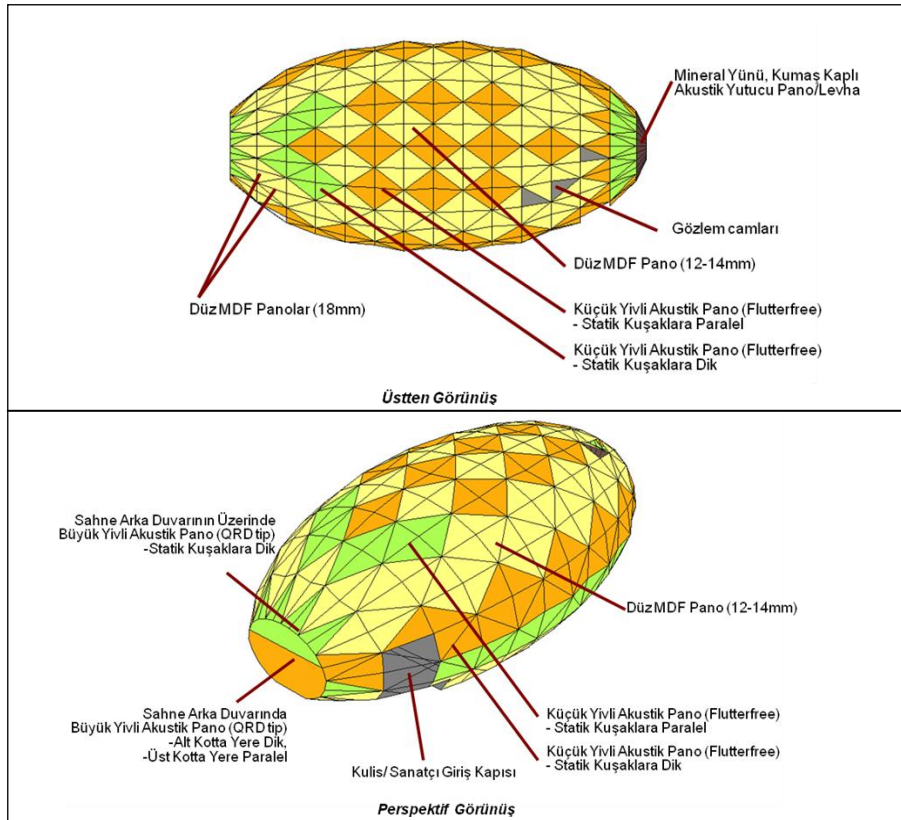 Mineral Yünü, Kumaş Kaplı
Akustik Yutucu Pano/Levha
Gözlem camları
Düz MDF Pano (12-14mm)
Düz MDF Panolar (18mm)
Küçük Yivli Akustik Pano (Flutterfree)
- Statik Kuşaklara Paralel
Küçük Yivli Akustik Pano (Flutterfree)
- Statik Kuşaklara Dik
Üstten Görünüş
Sahne Arka Duvarının Üzerinde
Büyük Yivli Akustik Pano (QRD tip)
-Statik Kuşaklara Dik
Düz MDF Pano (12-14mm)
Sahne Arka Duvarında
Büyük Yivli Akustik Pano (QRD tip)
-Alt Kotta Yere Dik,
-Üst Kotta Yere Paralel
Küçük Yivli Akustik Pano (Flutterfree)
- Statik Kuşaklara Paralel
Küçük Yivli Akustik Pano (Flutterfree)
- Statik Kuşaklara Dik
Kulis/Sanatçı Giriş Kapısı
Perspektif Görünüş